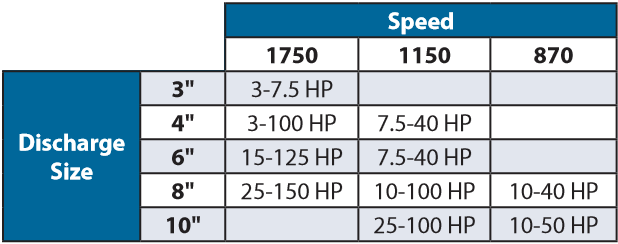 Speed
1750 1150 870
Discharge Size
3" 3-7.5 HP
4" 3-100 HP 7.5-40 HP
6" 15-125 HP 7.5-40 HP
8" 25-150 HP 10-100 HP 10-40 HP
10" 25-100 HP 10-50 HP